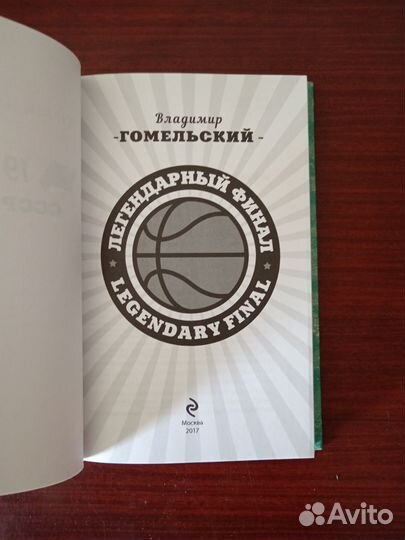 Владимир
-ГОМЕЛЬСКИЙ-
ЛЕГЕНДАРНЫЙ ФИНАЛ
LEGENDARY FINAL
Москва
2017
Avito